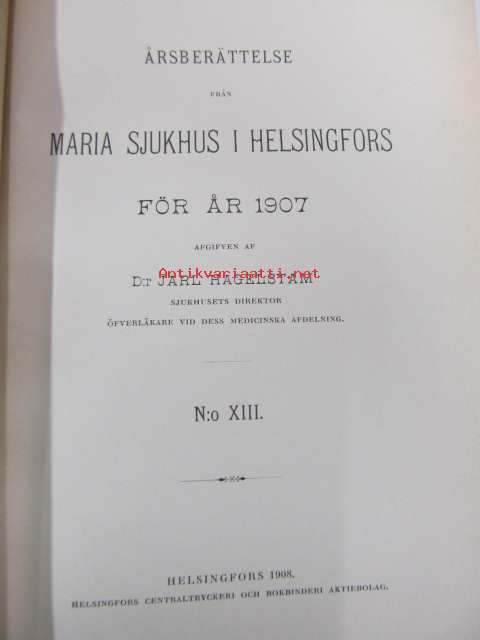 ÅRSBERÄTTELSE
FRÅN
MARIA SJUKHUS I HELSINGFORS
FÖR ÅR 1907
AFGIFVEN AF
Antikvariaatti.net
D:r JARL HAGELSTAM
SJUKHUSETS DIREKTOR
ÖFVERLÄKARE VID DESS MEDICINSKA AFDELNING.
N:o XIII.
HELSINGFORS 1908.
HELSINGFORS CENTRALTRYCKERI OCH BOKBINDERI AKTIEBOLAG.